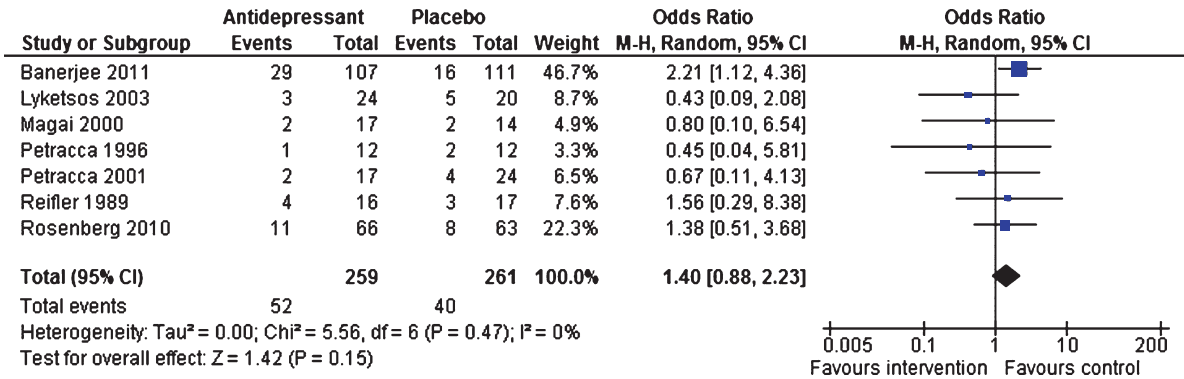 Antidepressant Placebo Odds Ratio Odds Ratio
Study or Subgroup Events Total Events Total Weight M-H, Random, 95% CI M-H, Random, 95% CI
Banerjee 2011 29 107 16 111 46.7% 2.21 [1.12, 4.36]
Lyketsos 2003 3 24 5 20 8.7% 0.43 [0.09, 2.08]
Magai 2000 2 17 2 14 4.9% 0.80 [0.10, 6.54]
Petracca 1996 1 12 2 12 3.3% 0.45 [0.04, 5.81]
Petracca 2001 2 17 4 24 6.5% 0.67 [0.11, 4.13]
Reifler 1989 4 16 3 17 7.6% 1.56 [0.29, 8.38]
Rosenberg 2010 11 66 8 63 22.3% 1.38 [0.51, 3.68]
Total (95% CI) 259 261 100.0% 1.40 [0.88, 2.23]
Total events 52 40
Heterogeneity: Tau² = 0.00; Chi² = 5.56, df = 6 (P = 0.47); I² = 0%
Test for overall effect: Z = 1.42 (P = 0.15)
0.005 0.1 1 10 200
Favours intervention Favours control